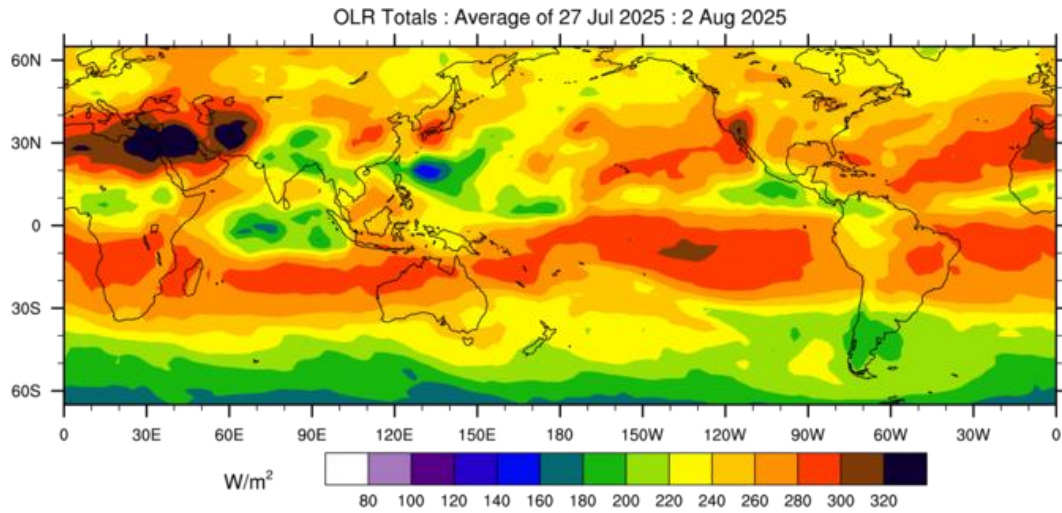 OLR Totals : Average of 27 Jul 2025 : 2 Aug 2025
60N
30N
0
30S
60S
0 30E 60E 90E 120E 150E 180 150W 120W 90W 60W 30W 0
W/m²
80 100 120 140 160 180 200 220 240 260 280 300 320